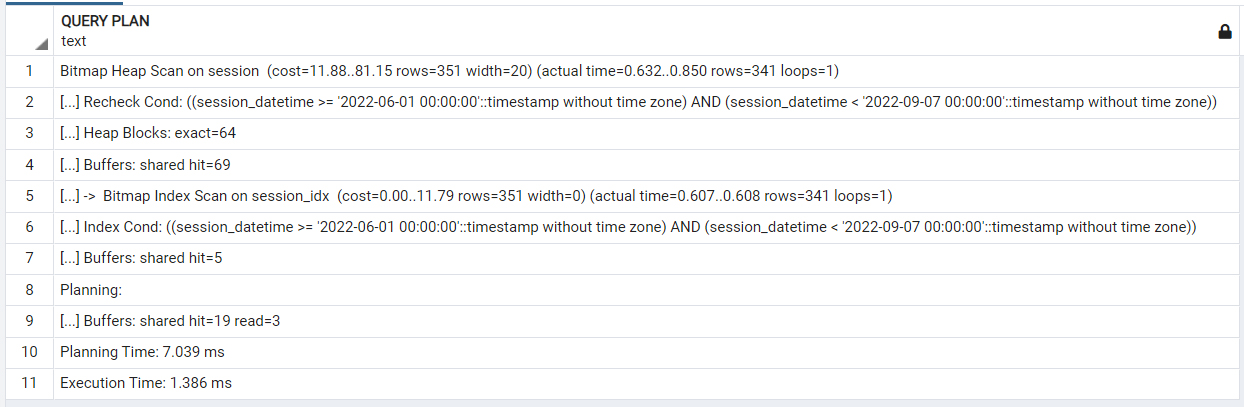 QUERY PLAN
text
1 Bitmap Heap Scan on session (cost=11.88..81.15 rows=351 width=20) (actual time=0.632..0.850 rows=341 loops=1)
2 [...] Recheck Cond: ((session_datetime >= '2022-06-01 00:00:00'::timestamp without time zone) AND (session_datetime < '2022-09-07 00:00:00'::timestamp without time zone))
3 [...] Heap Blocks: exact=64
4 [...] Buffers: shared hit=69
5 [...] -> Bitmap Index Scan on session_idx (cost=0.00..11.79 rows=351 width=0) (actual time=0.607..0.608 rows=341 loops=1)
6 [...] Index Cond: ((session_datetime >= '2022-06-01 00:00:00'::timestamp without time zone) AND (session_datetime < '2022-09-07 00:00:00'::timestamp without time zone))
7 [...] Buffers: shared hit=5
8 Planning:
9 [...] Buffers: shared hit=19 read=3
10 Planning Time: 7.039 ms
11 Execution Time: 1.386 ms